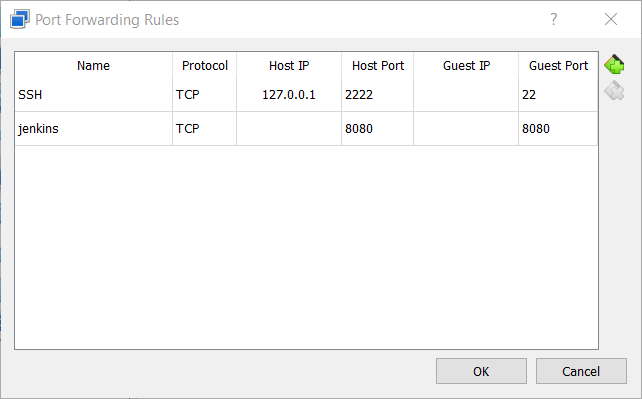 Port Forwarding Rules ?
Name Protocol Host IP Host Port Guest IP Guest Port
SSH TCP 127.0.0.1 2222 22
jenkins TCP 8080 8080
OK Cancel